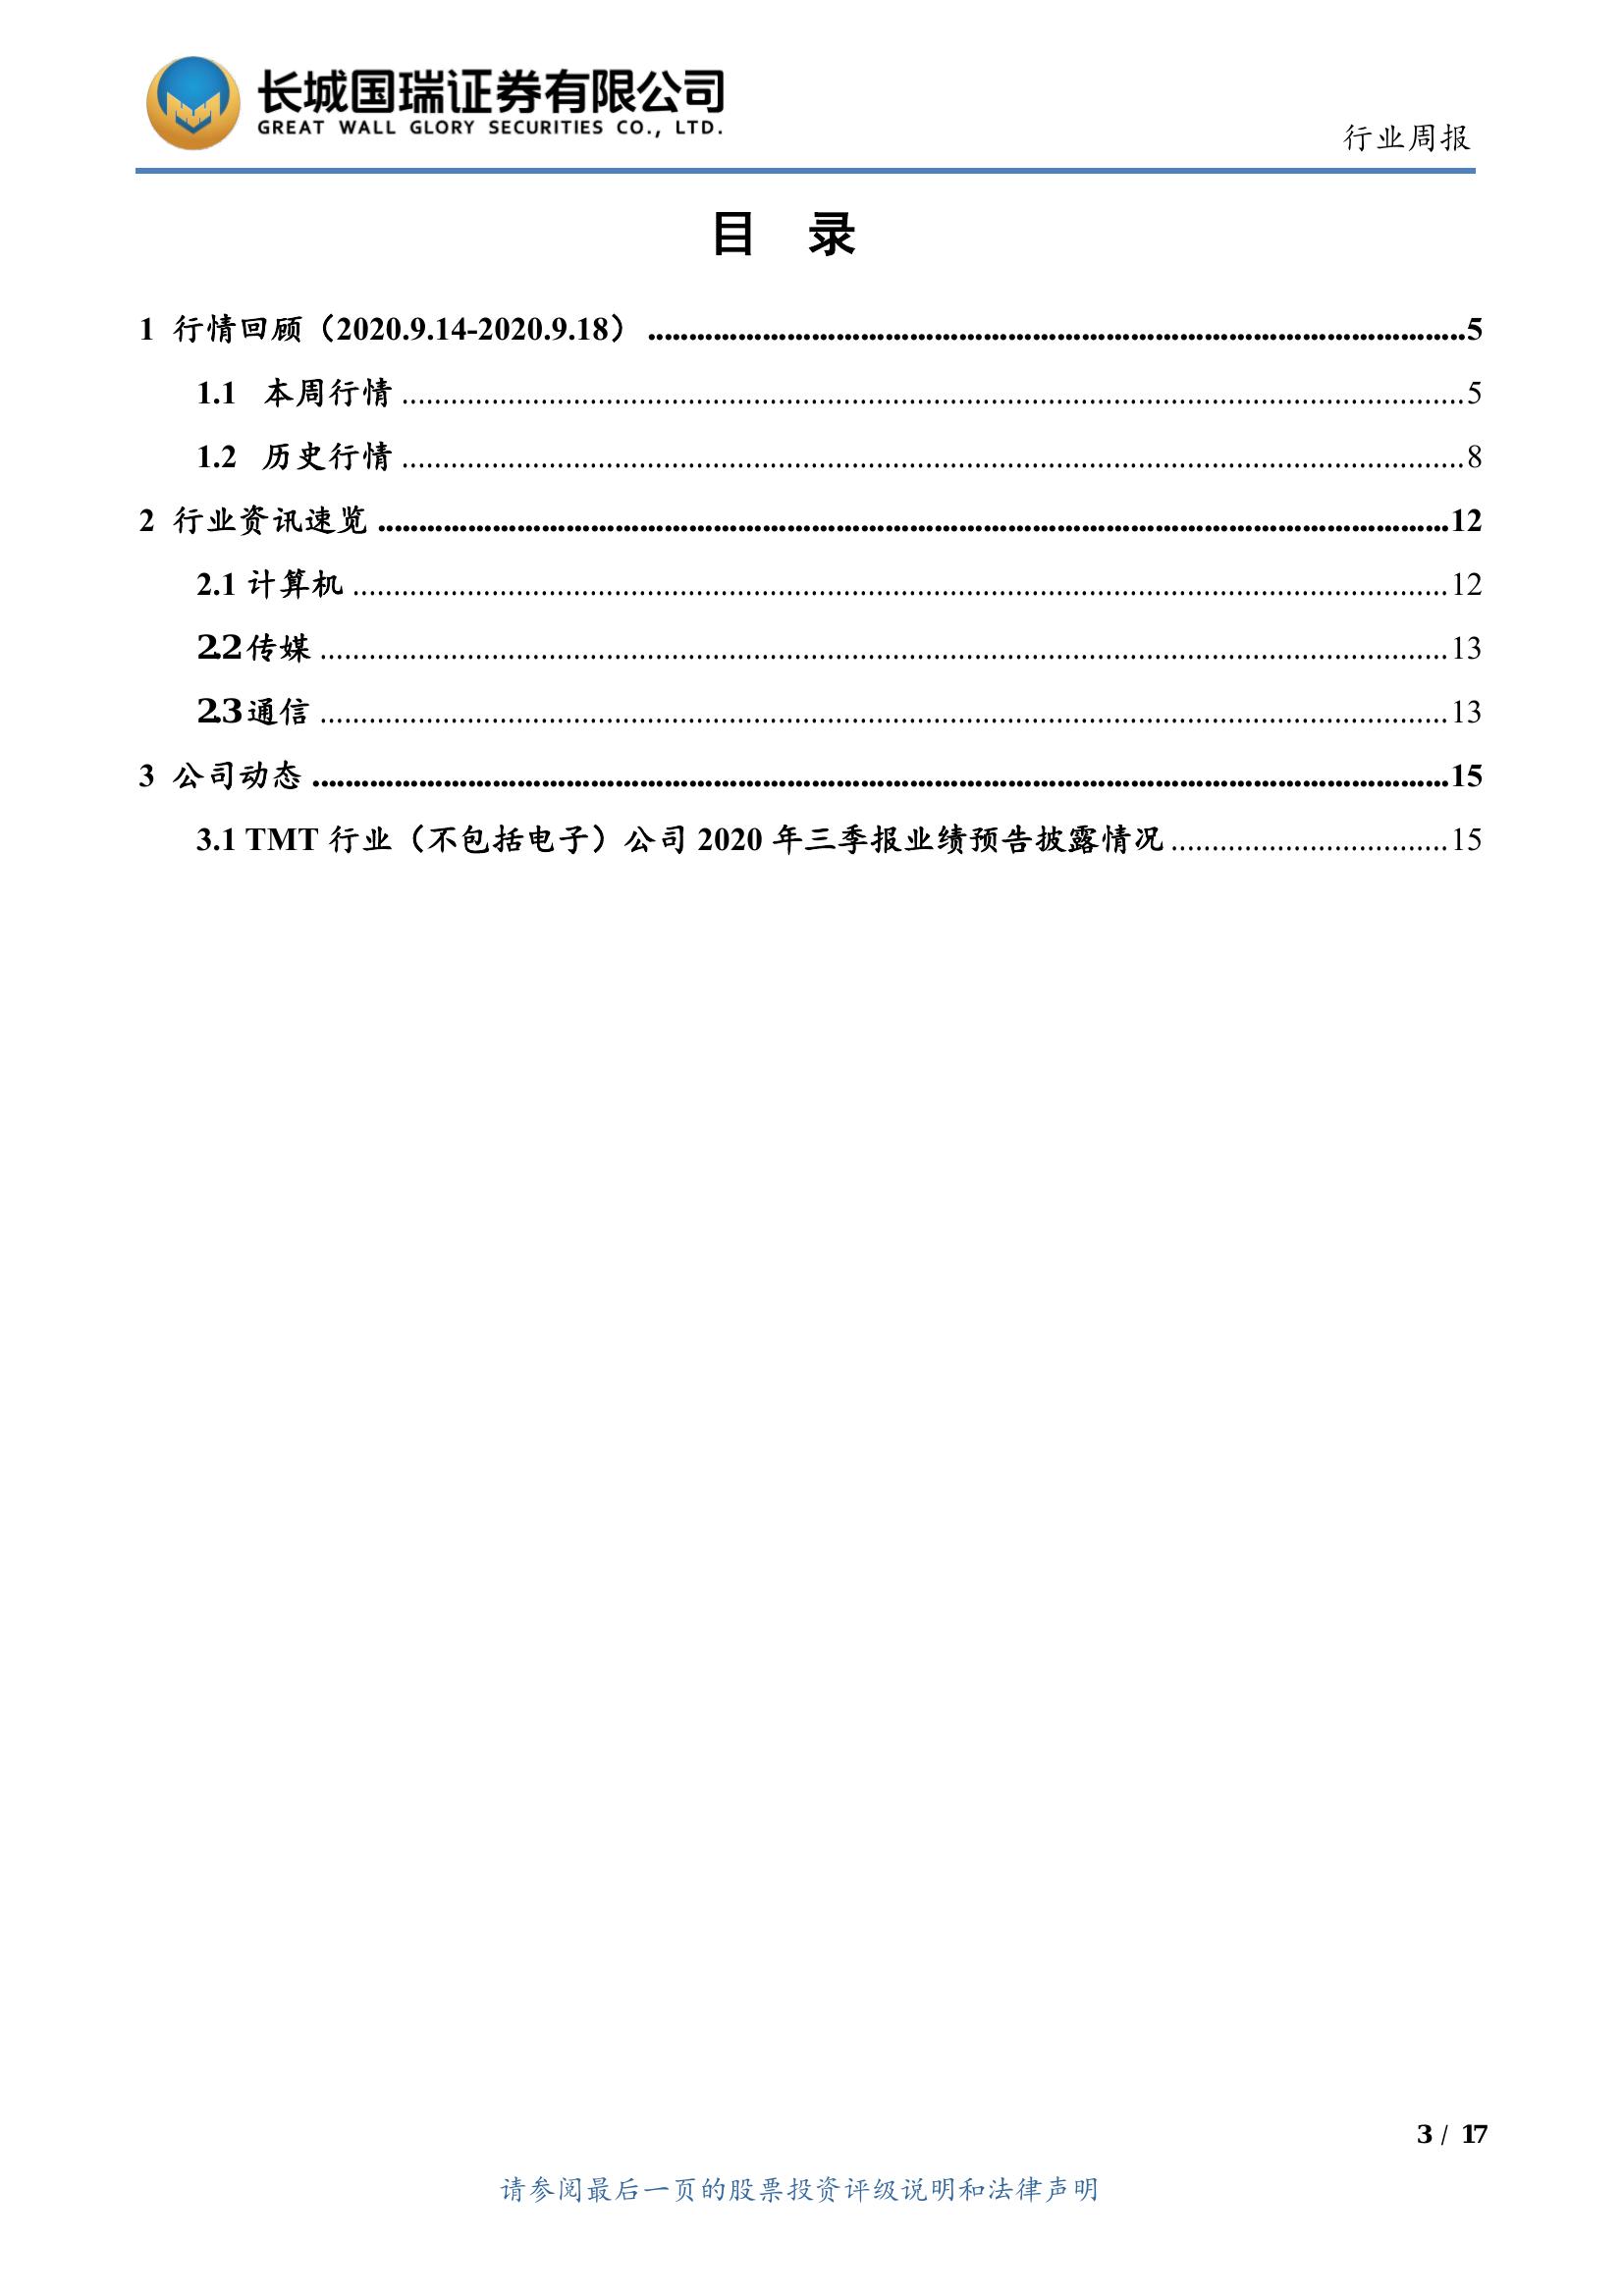 长城国瑞证券有限公司
GREAT WALL GLORY SECURITIES CO., LTD.
行业周报
目 录
1 行情回顾（2020.9.14-2020.9.18） ........................................................ 5
1.1 本周行情 ........................................................ 5
1.2 历史行情 ........................................................ 8
2 行业资讯速览 ........................................................ 12
2.1 计算机 ........................................................ 12
2.2 传媒 ........................................................ 13
2.3 通信 ........................................................ 13
3 公司动态 ........................................................ 15
3.1 TMT 行业（不包括电子）公司 2020 年三季报业绩预告披露情况 ........................ 15
3 / 17
请参阅最后一页的股票投资评级说明和法律声明